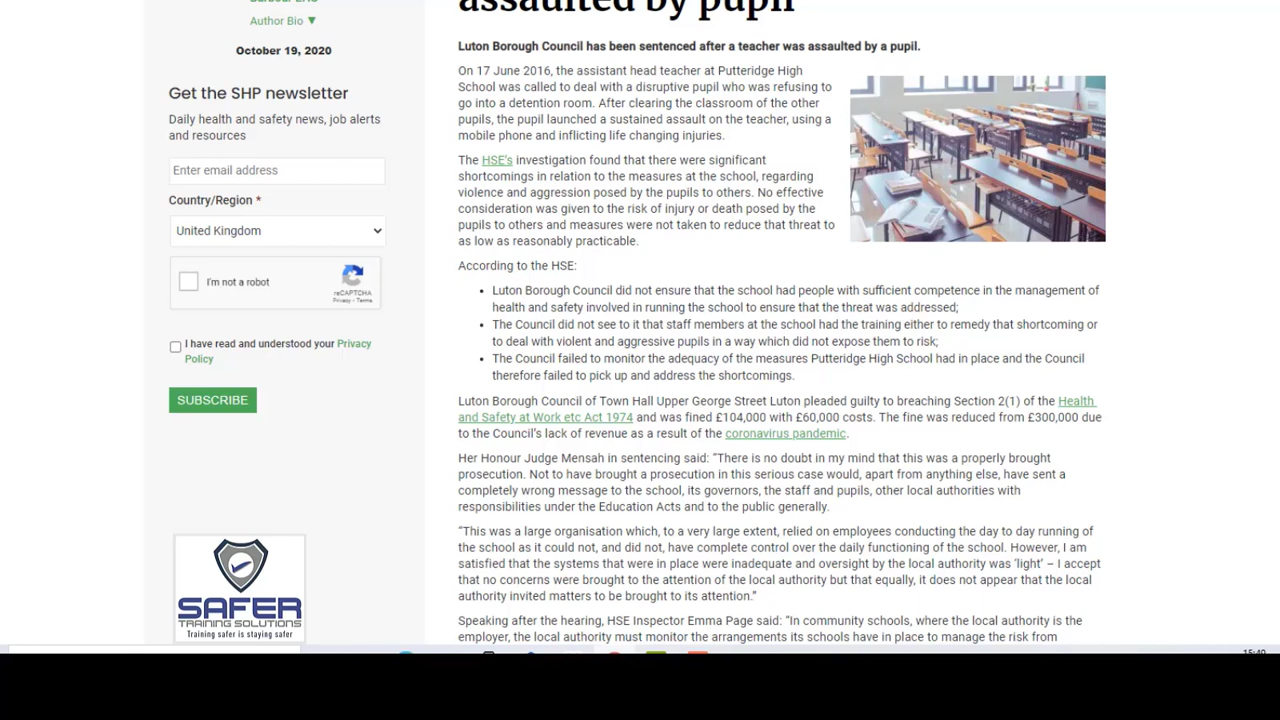 assaulted by pupil
Author Bio ▼
October 19, 2020
Get the SHP newsletter
Daily health and safety news, job alerts
and resources
Enter email address
Country/Region *
United Kingdom
I'm not a robot
reCAPTCHA
Privacy - Terms
I have read and understood your Privacy
Policy
SUBSCRIBE
SAFER
TRAINING SOLUTIONS
Training safer is staying safer
Luton Borough Council has been sentenced after a teacher was assaulted by a pupil.
On 17 June 2016, the assistant head teacher at Putteridge High
School was called to deal with a disruptive pupil who was refusing to
go into a detention room. After clearing the classroom of the other
pupils, the pupil launched a sustained assault on the teacher, using a
mobile phone and inflicting life changing injuries.
The HSE's investigation found that there were significant
shortcomings in relation to the measures at the school, regarding
violence and aggression posed by the pupils to others. No effective
consideration was given to the risk of injury or death posed by the
pupils to others and measures were not taken to reduce that threat to
as low as reasonably practicable.
According to the HSE:
• Luton Borough Council did not ensure that the school had people with sufficient competence in the management of
health and safety involved in running the school to ensure that the threat was addressed;
• The Council did not see to it that staff members at the school had the training either to remedy that shortcoming or
to deal with violent and aggressive pupils in a way which did not expose them to risk;
• The Council failed to monitor the adequacy of the measures Putteridge High School had in place and the Council
therefore failed to pick up and address the shortcomings.
Luton Borough Council of Town Hall Upper George Street Luton pleaded guilty to breaching Section 2(1) of the Health
and Safety at Work etc Act 1974 and was fined £104,000 with £60,000 costs. The fine was reduced from £300,000 due
to the Council's lack of revenue as a result of the coronavirus pandemic.
Her Honour Judge Mensah in sentencing said: “There is no doubt in my mind that this was a properly brought
prosecution. Not to have brought a prosecution in this serious case would, apart from anything else, have sent a
completely wrong message to the school, its governors, the staff and pupils, other local authorities with
responsibilities under the Education Acts and to the public generally.
“This was a large organisation which, to a very large extent, relied on employees conducting the day to day running of
the school as it could not, and did not, have complete control over the daily functioning of the school. However, I am
satisfied that the systems that were in place were inadequate and oversight by the local authority was ‘light’ – I accept
that no concerns were brought to the attention of the local authority but that equally, it does not appear that the local
authority invited matters to be brought to its attention.”
Speaking after the hearing, HSE Inspector Emma Page said: “In community schools, where the local authority is the
employer, the local authority must monitor the arrangements its schools have in place to manage the risk from